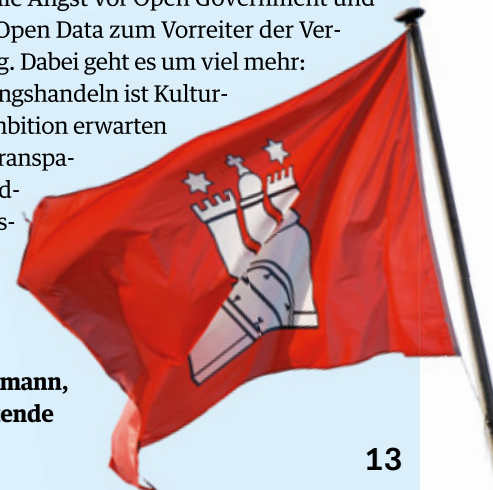 Angst vor Open Government und
Open Data zum Vorreiter der Ver-
g. Dabei geht es um viel mehr:
ngshandeln ist Kultur-
bition erwarten
ranspa-
d-
s-
mann,
ende
13